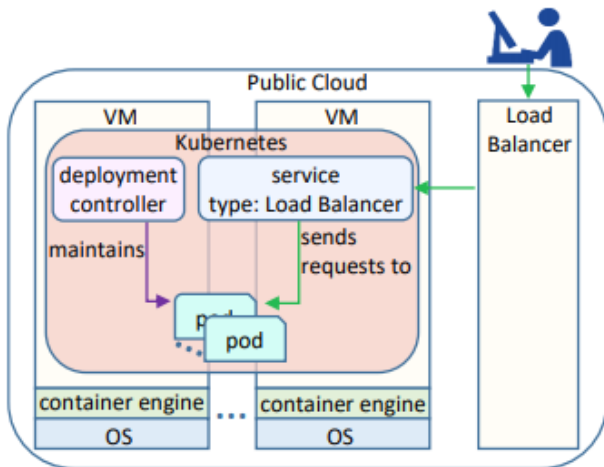 Public Cloud
VM
VM
Load
Balancer
Kubernetes
deployment
controller
service
type: Load Balancer
maintains
sends
requests to
pod
pod
container engine
container engine
OS
OS